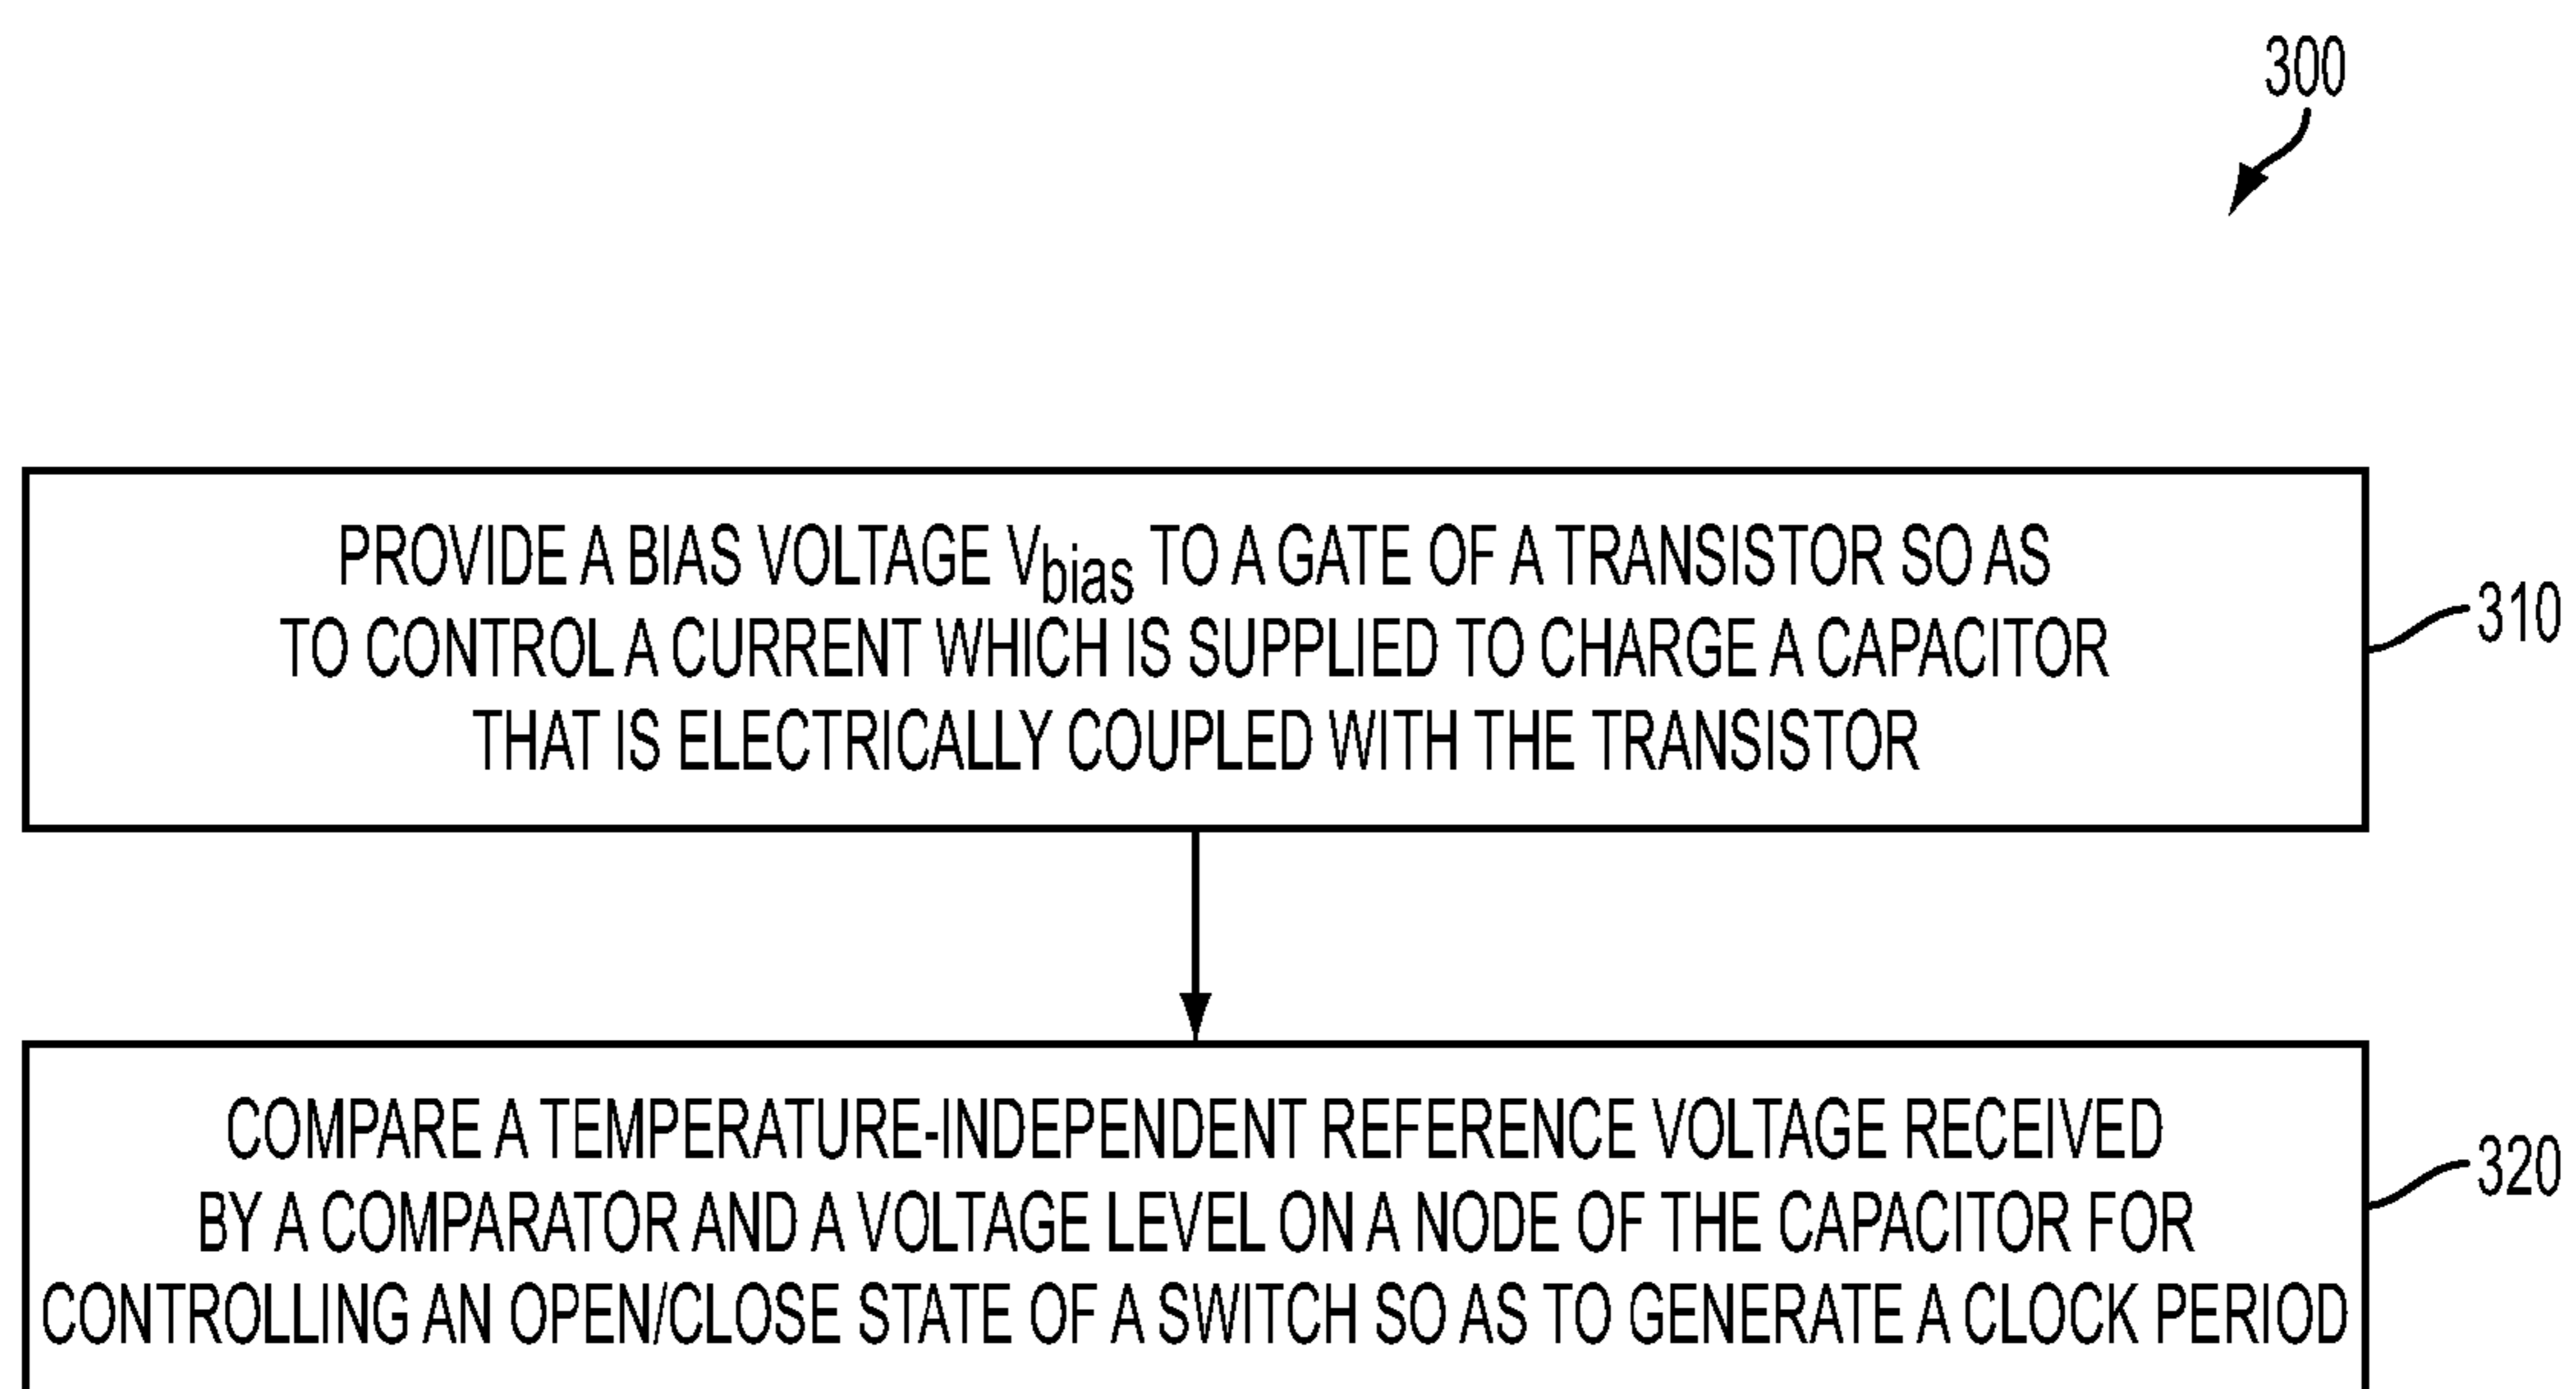 300
PROVIDE A BIAS VOLTAGE Vbias TO A GATE OF A TRANSISTOR SO AS
TO CONTROL A CURRENT WHICH IS SUPPLIED TO CHARGE A CAPACITOR
THAT IS ELECTRICALLY COUPLED WITH THE TRANSISTOR
310
COMPARE A TEMPERATURE-INDEPENDENT REFERENCE VOLTAGE RECEIVED
BY A COMPARATOR AND A VOLTAGE LEVEL ON A NODE OF THE CAPACITOR FOR
CONTROLLING AN OPEN/CLOSE STATE OF A SWITCH SO AS TO GENERATE A CLOCK PERIOD
320